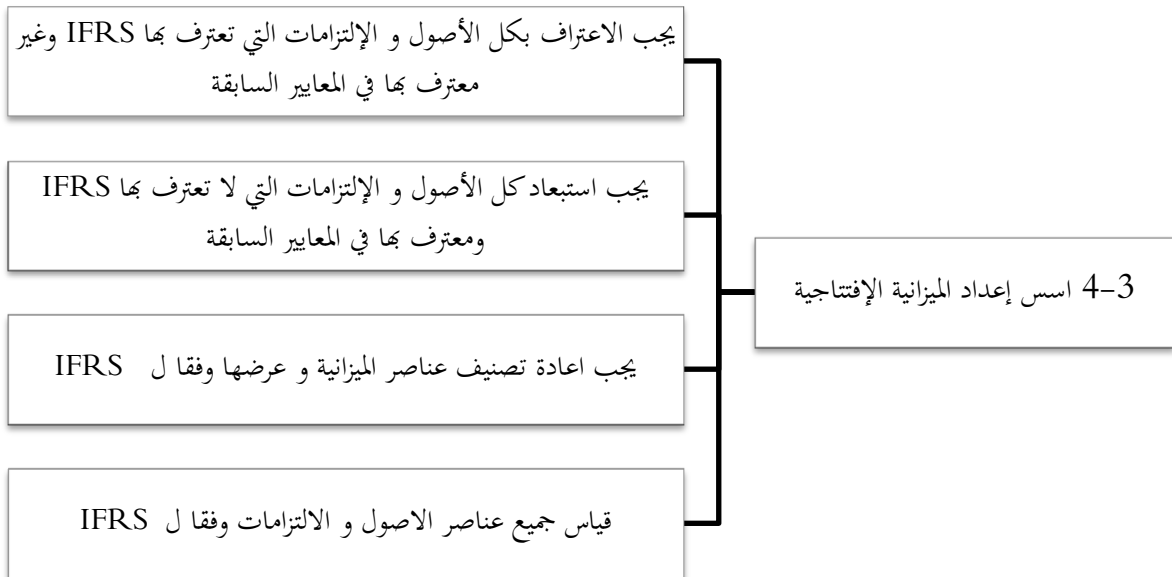 4-3 اسس إعداد الميزانية الإفتتاجية
يجب الاعتراف بكل الأصول و الإلتزامات التي تعترف بها IFRS وغير
معترف بها في المعايير السابقة
يجب استبعاد كل الأصول و الإلتزامات التي لا تعترف بها IFRS
ومعترف بها في المعايير السابقة
يجب اعادة تصنيف عناصر الميزانية و عرضها وفقا ل IFRS
قياس جميع عناصر الاصول و الالتزامات وفقا ل IFRS